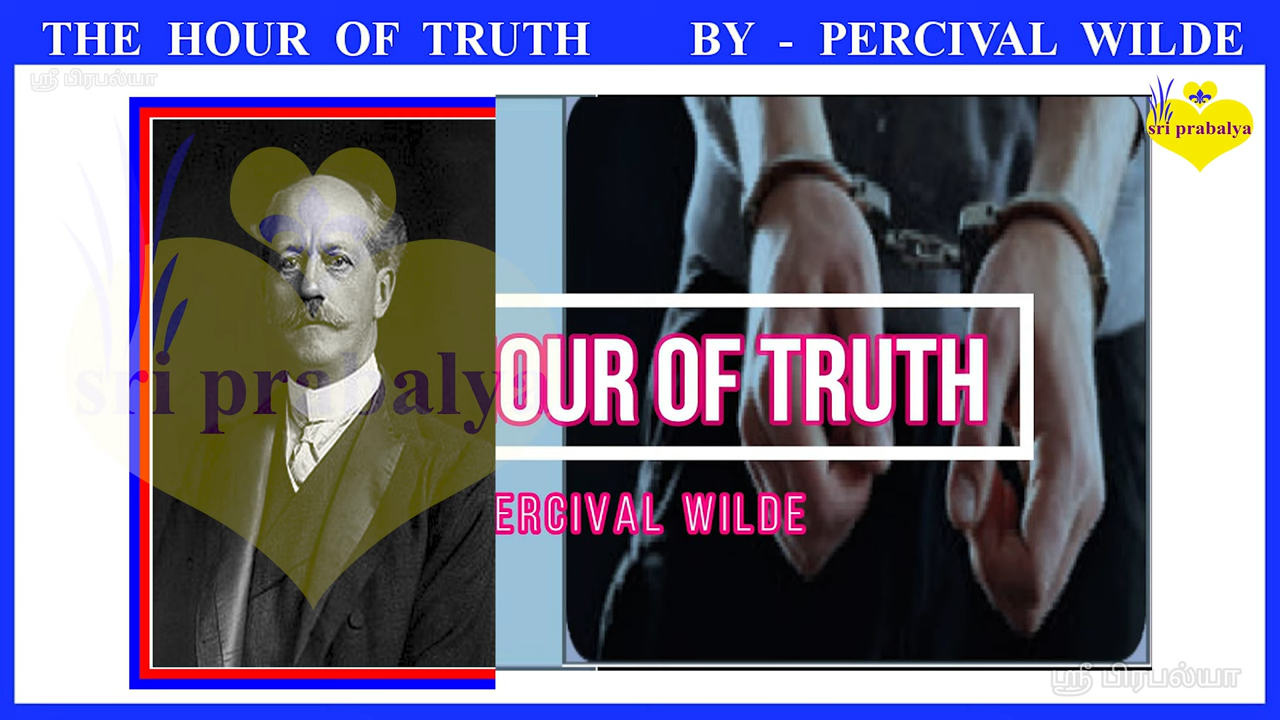 THE HOUR OF TRUTH BY - PERCIVAL WILDE
ஸ்ரீ பிரபல்யா
sri prabalya
sri prabalya
OUR OF TRUTH
ERCIVAL WILDE
ஸ்ரீ பிரபல்யா